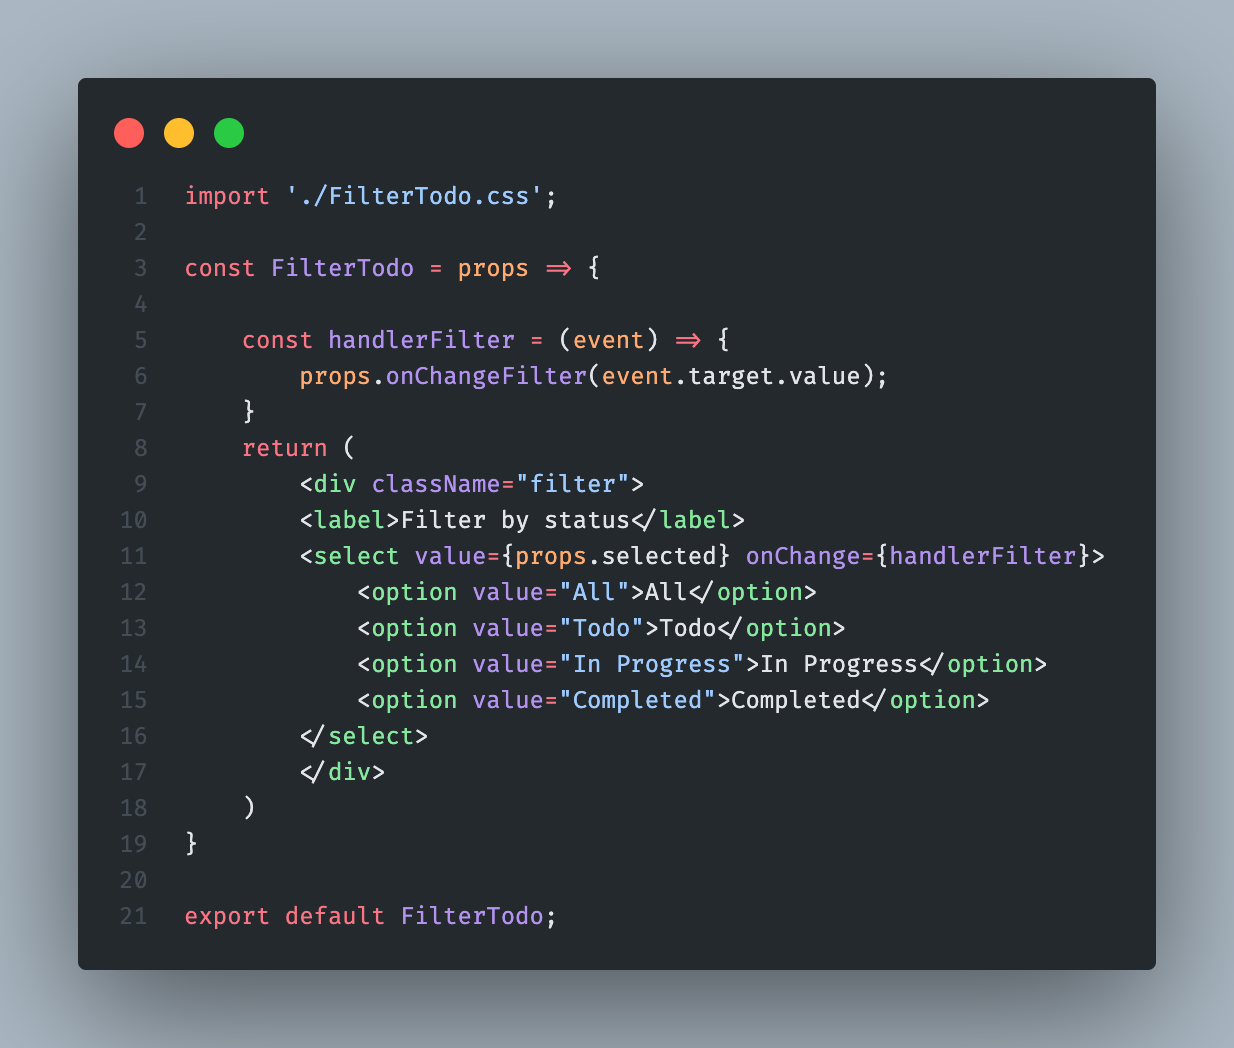 1 import './FilterTodo.css';
2
3 const FilterTodo = props => {
4
5     const handlerFilter = (event) => {
6         props.onChangeFilter(event.target.value);
7     }
8     return (
9         <div className="filter">
10         <label>Filter by status</label>
11         <select value={props.selected} onChange={handlerFilter}>
12             <option value="All">All</option>
13             <option value="Todo">Todo</option>
14             <option value="In Progress">In Progress</option>
15             <option value="Completed">Completed</option>
16         </select>
17         </div>
18     )
19 }
20
21 export default FilterTodo;